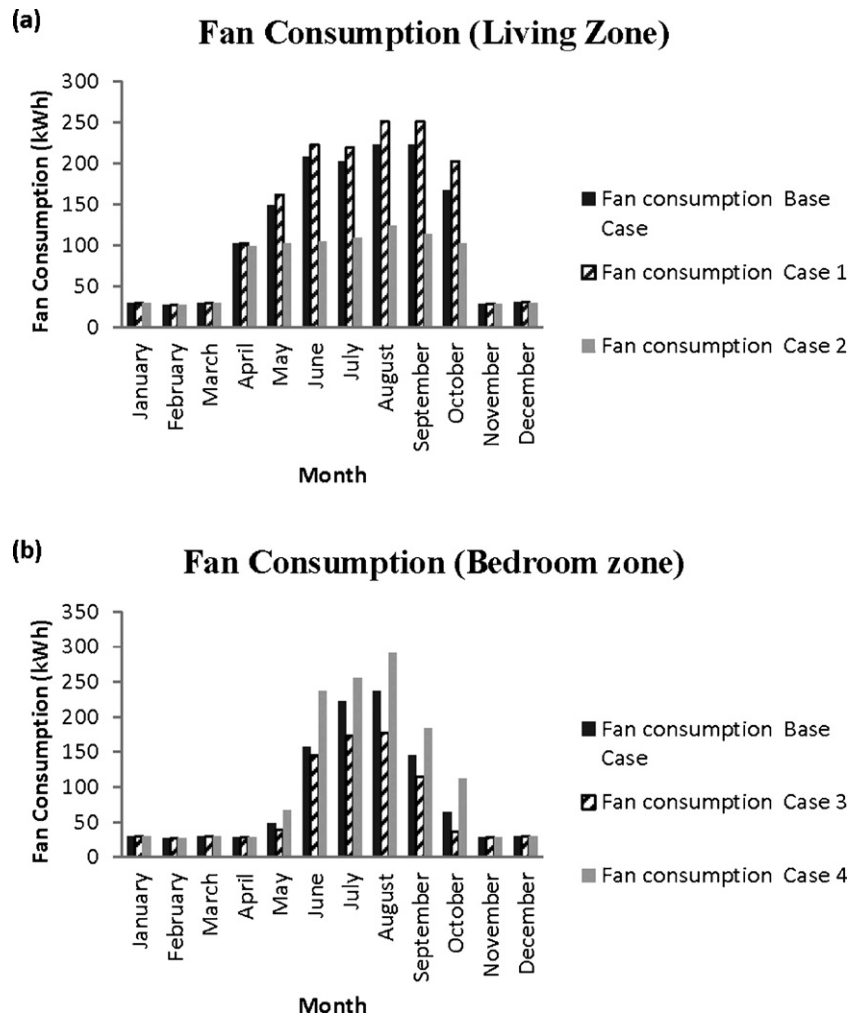 (a)
Fan Consumption (Living Zone)
Fan Consumption (kWh)
300
250
200
150
100
50
0
January
February
March
April
May
June
July
August
September
October
November
December
Month
Fan consumption Base
Case
Fan consumption Case 1
Fan consumption Case 2
(b)
Fan Consumption (Bedroom zone)
Fan Consumption (kWh)
350
300
250
200
150
100
50
0
January
February
March
April
May
June
July
August
September
October
November
December
Month
Fan consumption Base
Case
Fan consumption Case 3
Fan consumption Case 4